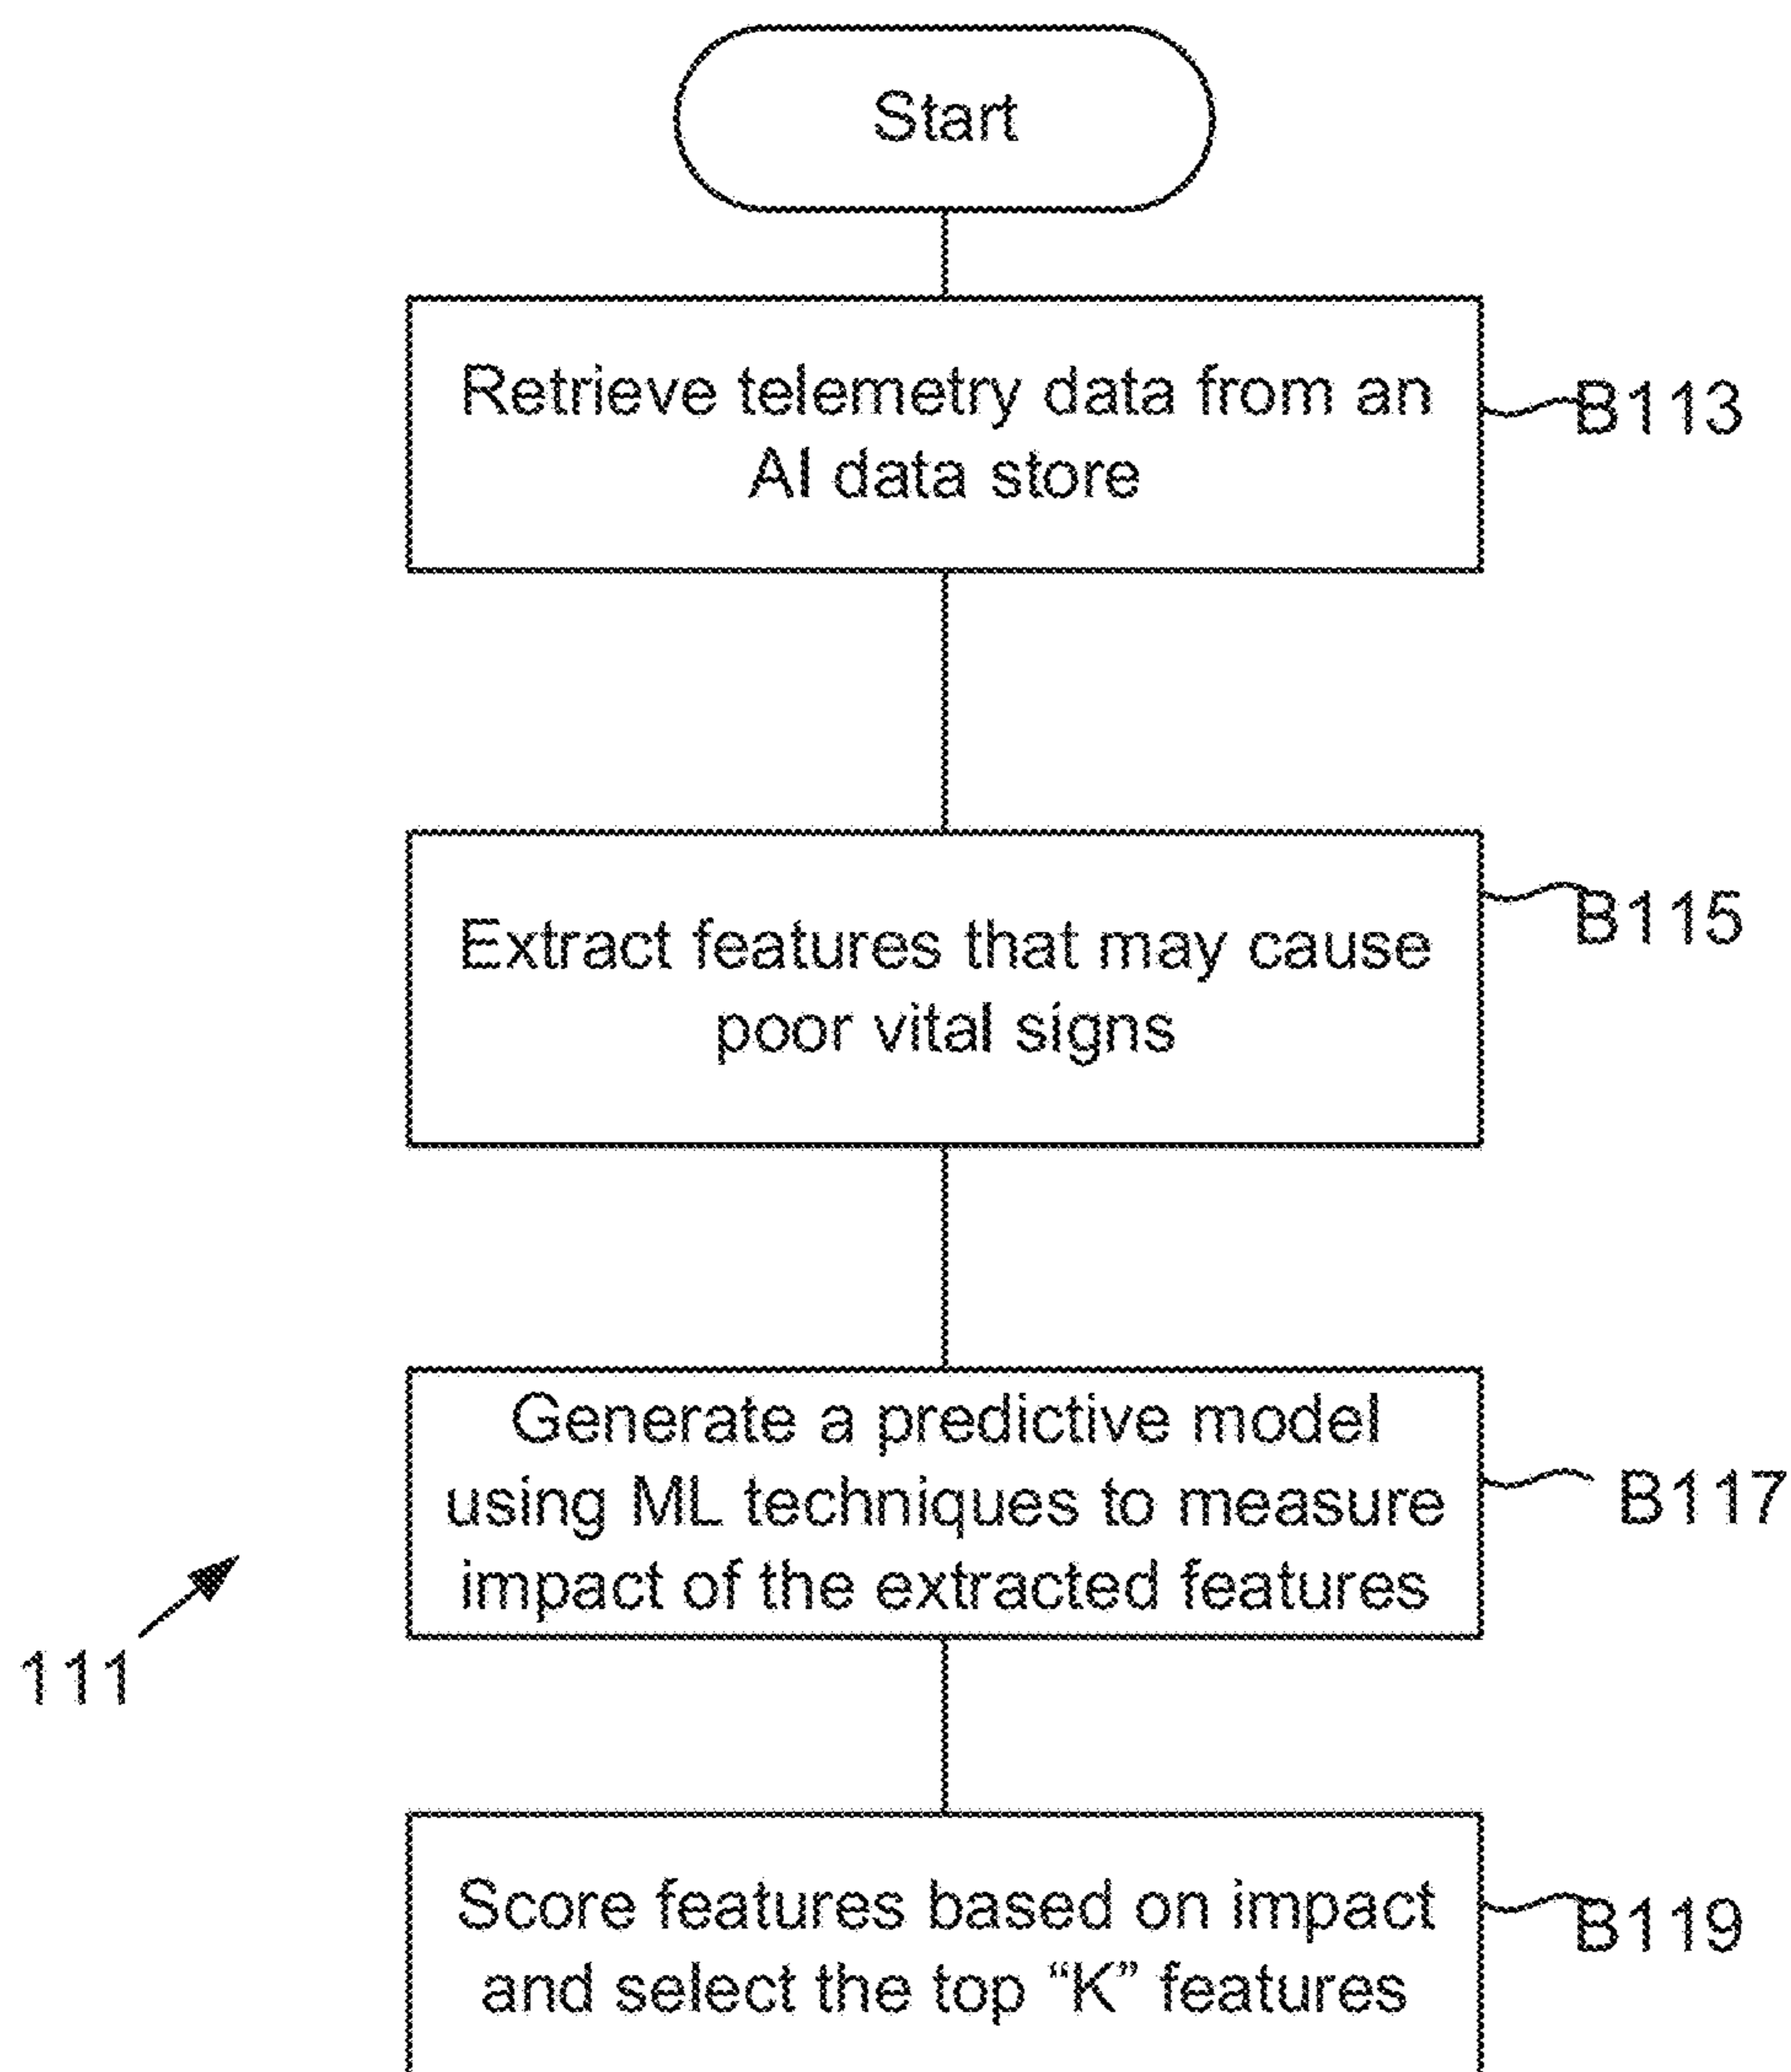 Start
Retrieve telemetry data from an
AI data store
B113
Extract features that may cause
poor vital signs
B115
Generate a predictive model
using ML techniques to measure
impact of the extracted features
B117
111
Score features based on impact
and select the top “K” features
B119